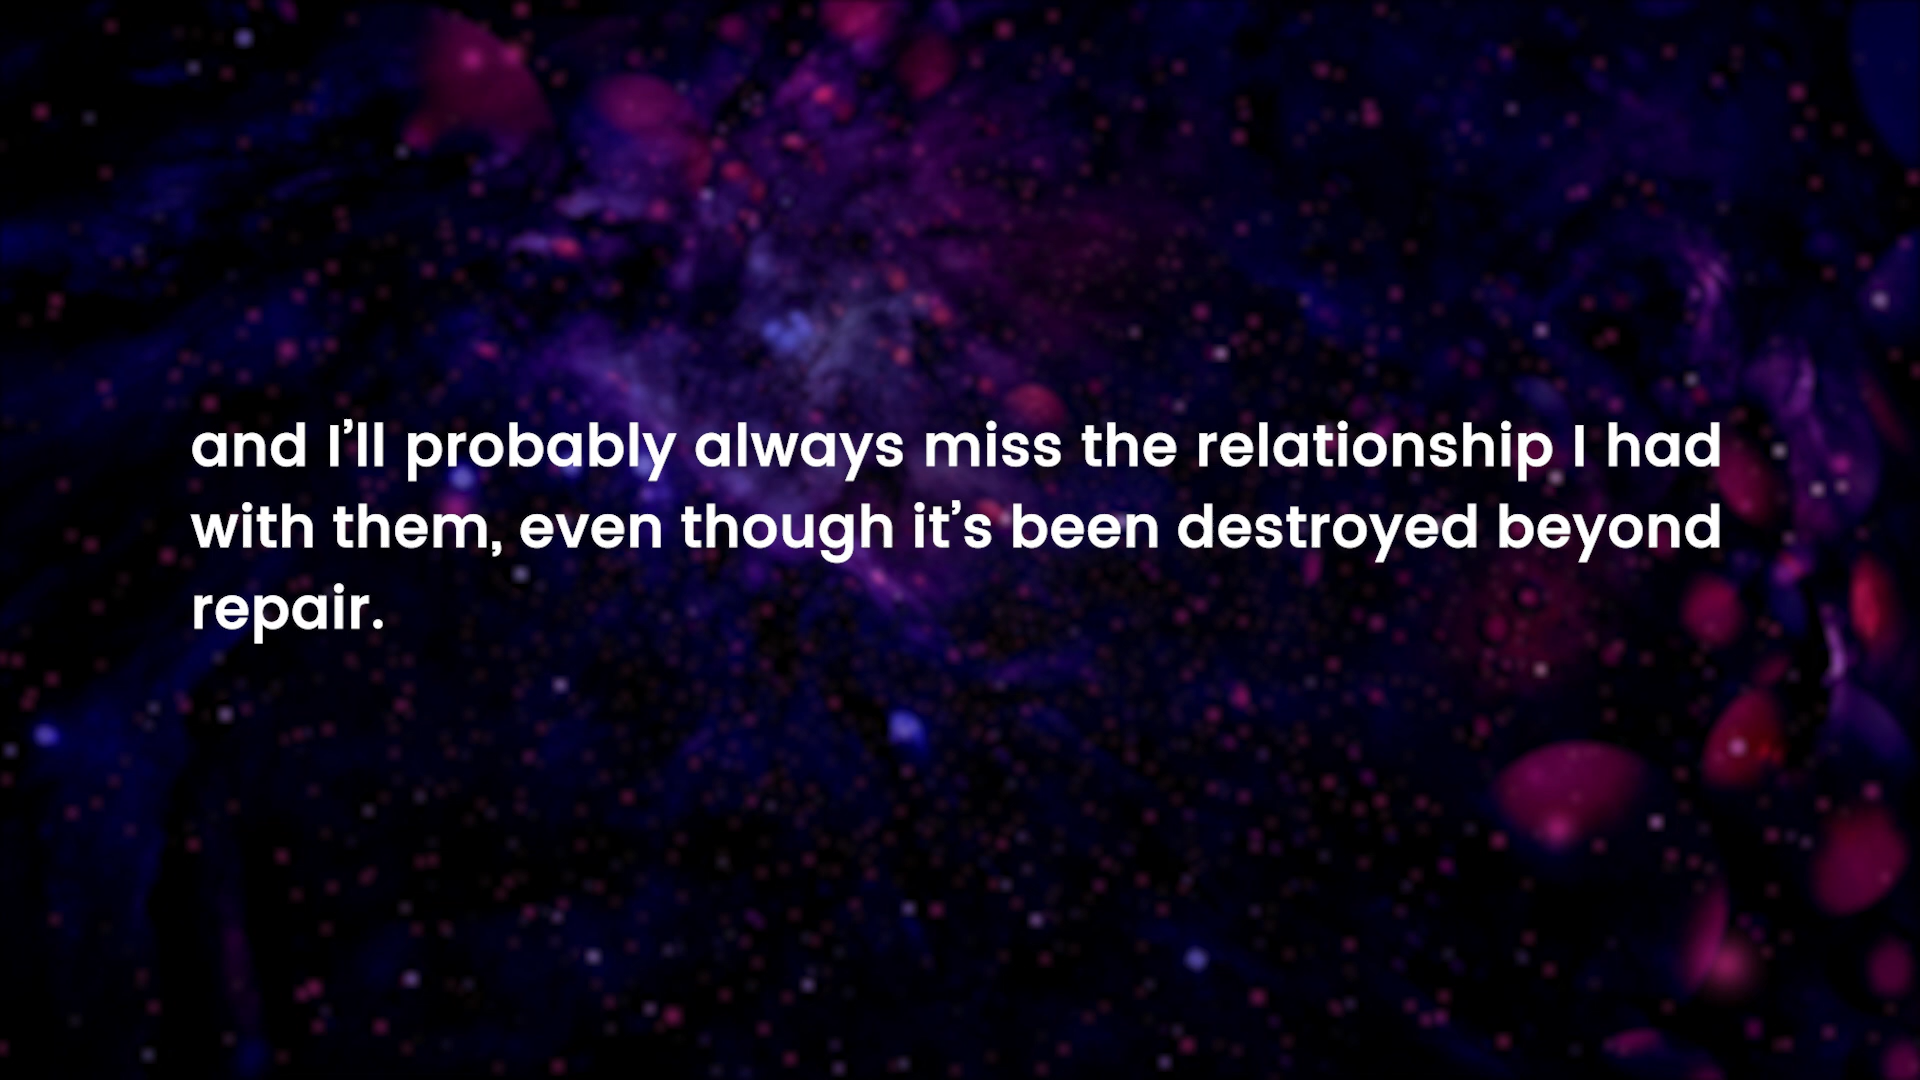 and I’ll probably always miss the relationship I had
with them, even though it’s been destroyed beyond
repair.